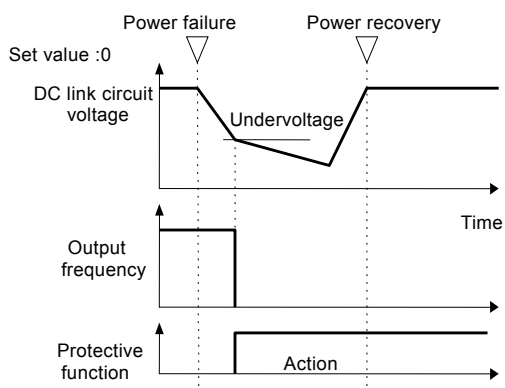 Power failure
Power recovery
Set value :0
DC link circuit
voltage
Undervoltage
Time
Output
frequency
Protective
function
Action